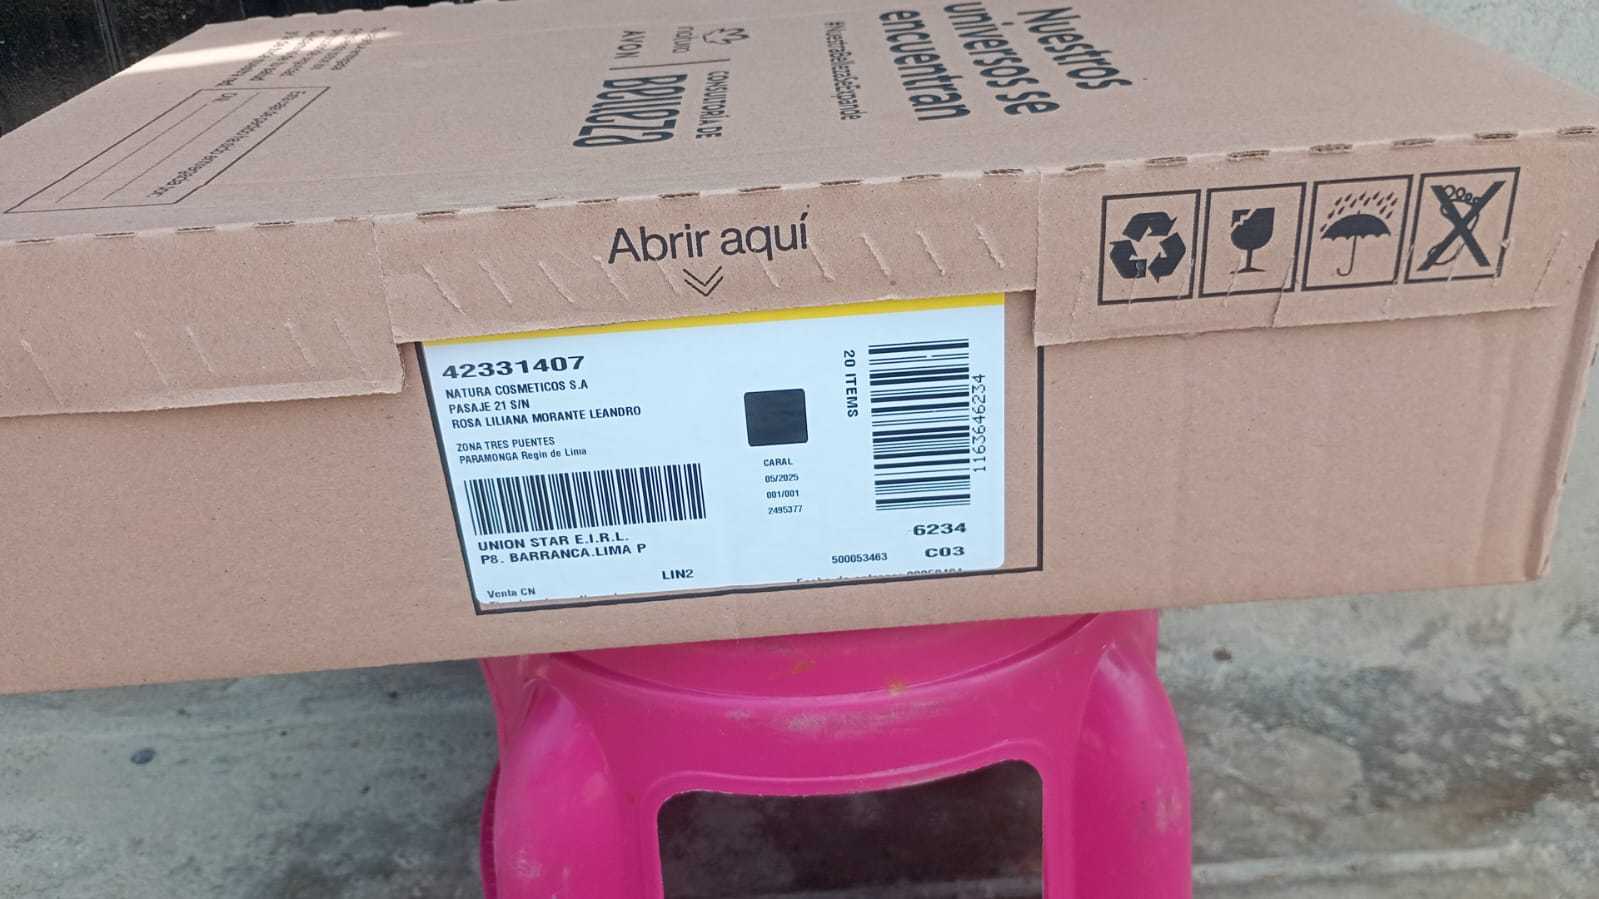 Nuestros
universos se
encuentran
#NuestraBellezaSeExpande
CONSULTORÍA DE
BELLEZA
natura
AVON
Abrir aquí
42331407
NATURA COSMETICOS S.A
PASAJE 21 S/N
ROSA LILIANA MORANTE LEANDRO
ZONA TRES PUENTES
PARAMONGA Regin de Lima
UNION STAR E.I.R.L.
P8. BARRANCA.LIMA P
LIN2
Venta CN
CARAL
05/2025
001/001
2495377
20 ITEMS
1163646234
6234
500053463
C03